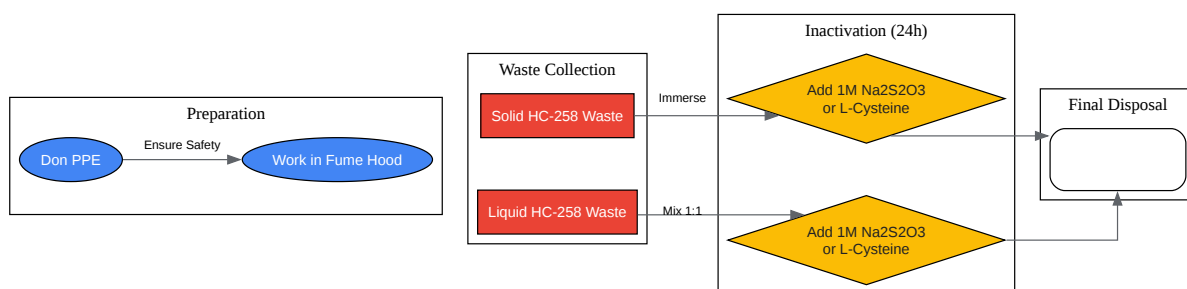 Preparation
Don PPE
Ensure Safety
Work in Fume Hood
Waste Collection
Solid HC-258 Waste
Liquid HC-258 Waste
Immerse
Mix 1:1
Inactivation (24h)
Add 1M Na2S2O3
or L-Cysteine
Add 1M Na2S2O3
or L-Cysteine
Final Disposal